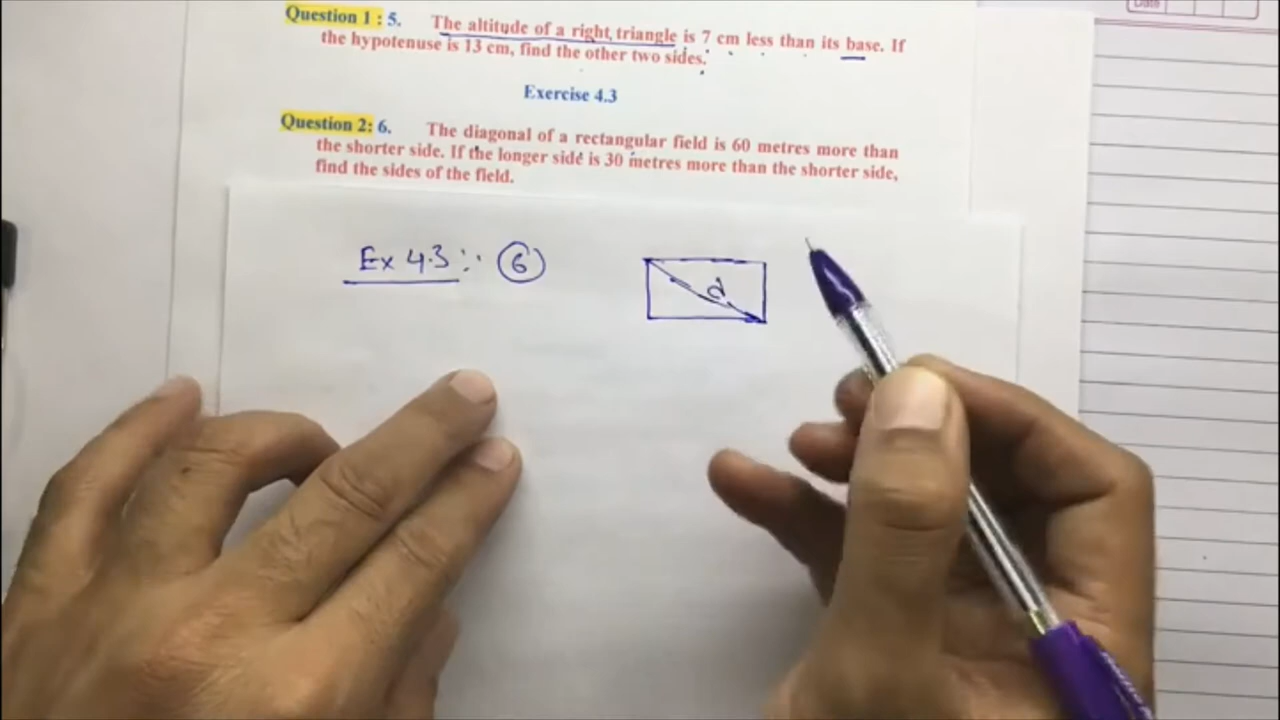 Date
Question 1 : 5. The altitude of a right triangle is 7 cm less than its base. If
the hypotenuse is 13 cm, find the other two sides.
Exercise 4.3
Question 2: 6. The diagonal of a rectangular field is 60 metres more than
the shorter side. If the longer side is 30 metres more than the shorter side,
find the sides of the field.
Ex 4.3 :- 6
d